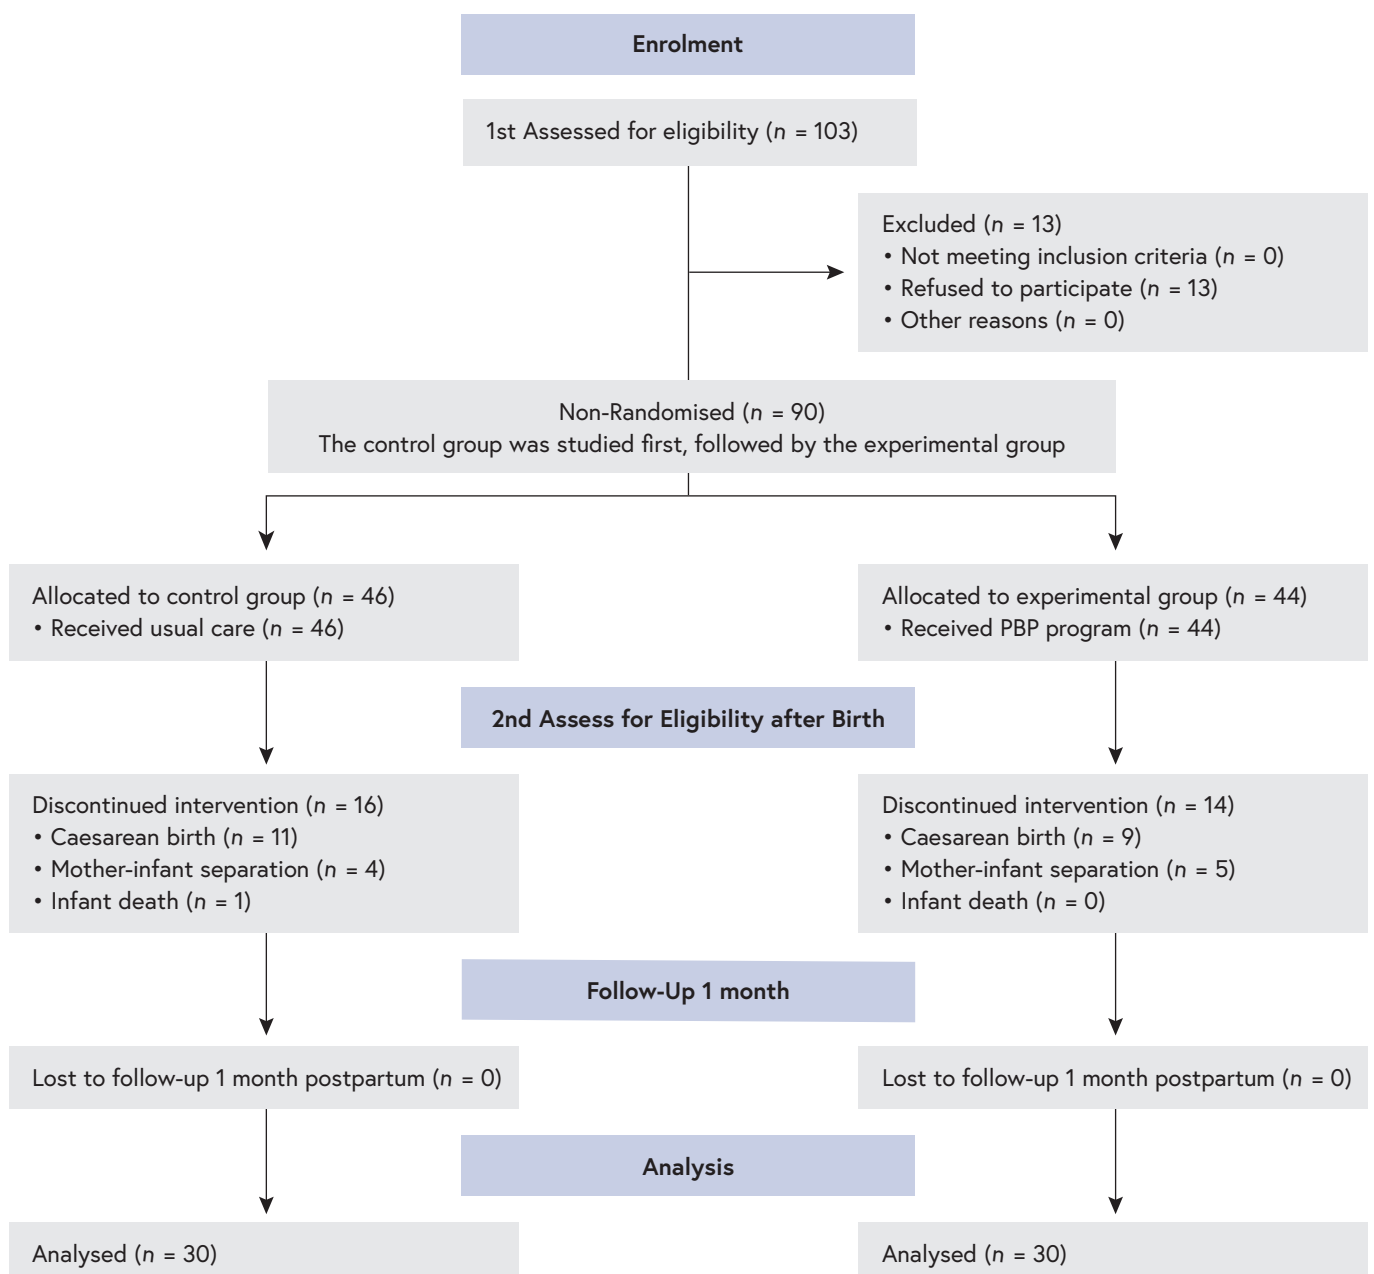 Enrolment
1st Assessed for eligibility (n = 103)
Excluded (n = 13)
• Not meeting inclusion criteria (n = 0)
• Refused to participate (n = 13)
• Other reasons (n = 0)
Non-Randomised (n = 90)
The control group was studied first, followed by the experimental group
Allocated to control group (n = 46)
• Received usual care (n = 46)
Allocated to experimental group (n = 44)
• Received PBP program (n = 44)
2nd Assess for Eligibility after Birth
Discontinued intervention (n = 16)
• Caesarean birth (n = 11)
• Mother-infant separation (n = 4)
• Infant death (n = 1)
Discontinued intervention (n = 14)
• Caesarean birth (n = 9)
• Mother-infant separation (n = 5)
• Infant death (n = 0)
Follow-Up 1 month
Lost to follow-up 1 month postpartum (n = 0)
Lost to follow-up 1 month postpartum (n = 0)
Analysis
Analysed (n = 30)
Analysed (n = 30)